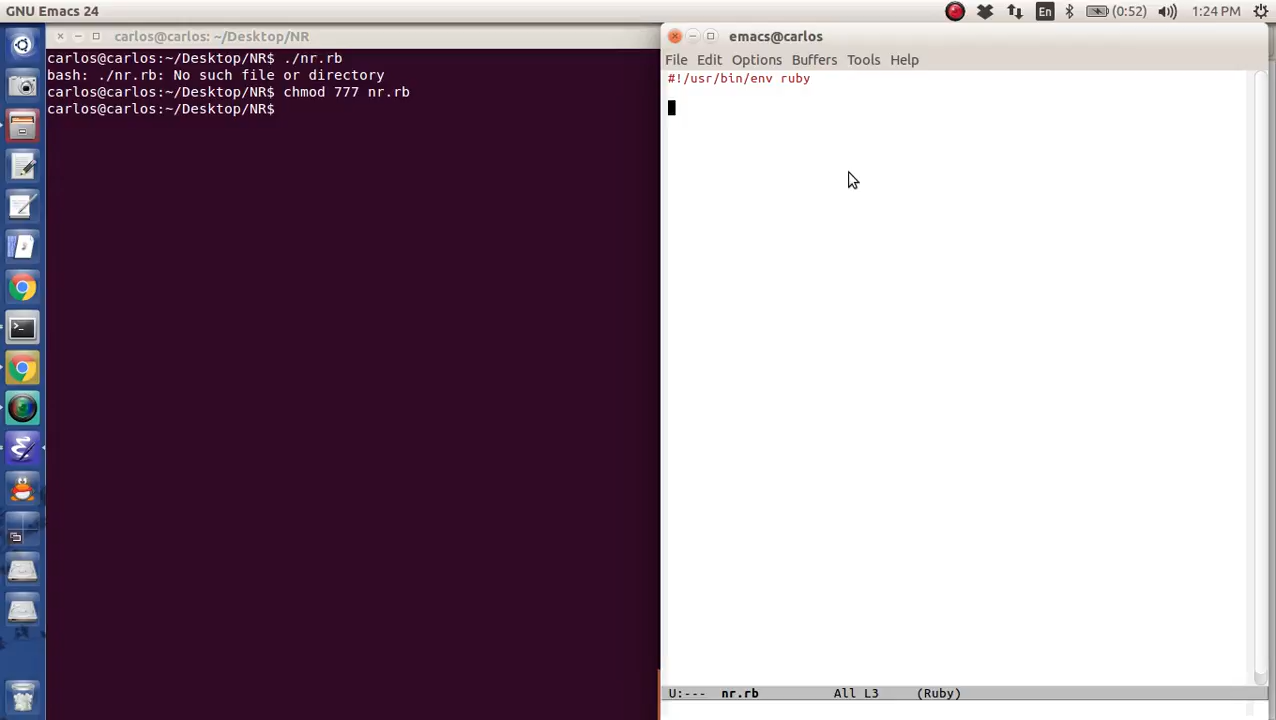 GNU Emacs 24
En
(0:52)
1:24 PM
carlos@carlos: ~/Desktop/NR
carlos@carlos:~/Desktop/NR$ ./nr.rb
bash: ./nr.rb: No such file or directory
carlos@carlos:~/Desktop/NR$ chmod 777 nr.rb
carlos@carlos:~/Desktop/NR$
emacs@carlos
File Edit Options Buffers Tools Help
#!/usr/bin/env ruby
U:--- nr.rb All L3 (Ruby)